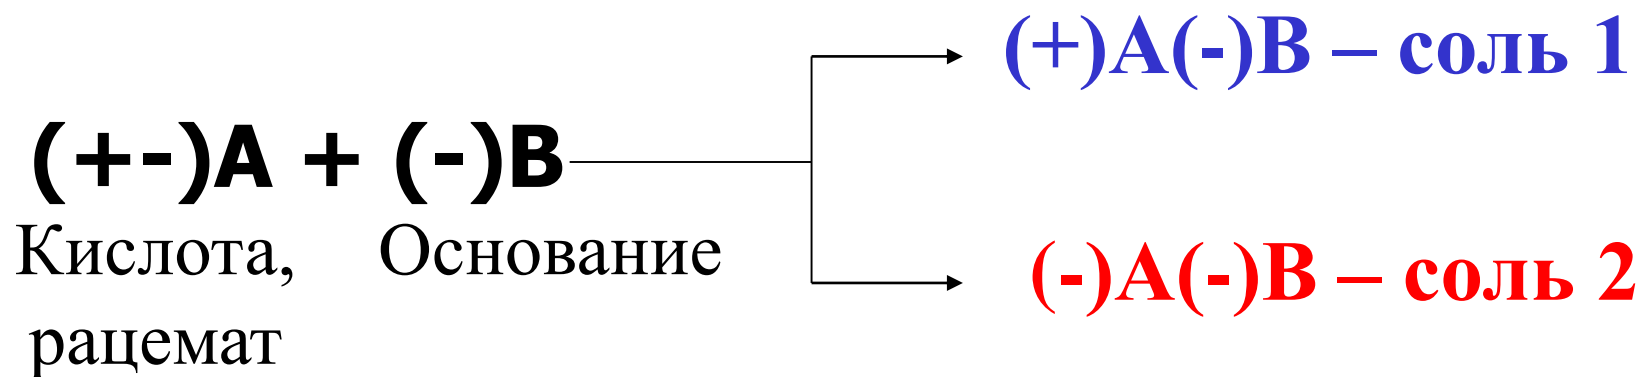 (+)A(-)B – соль 1
(+-)A + (-)B
Кислота, Основание
рацемат
(-)A(-)B – соль 2